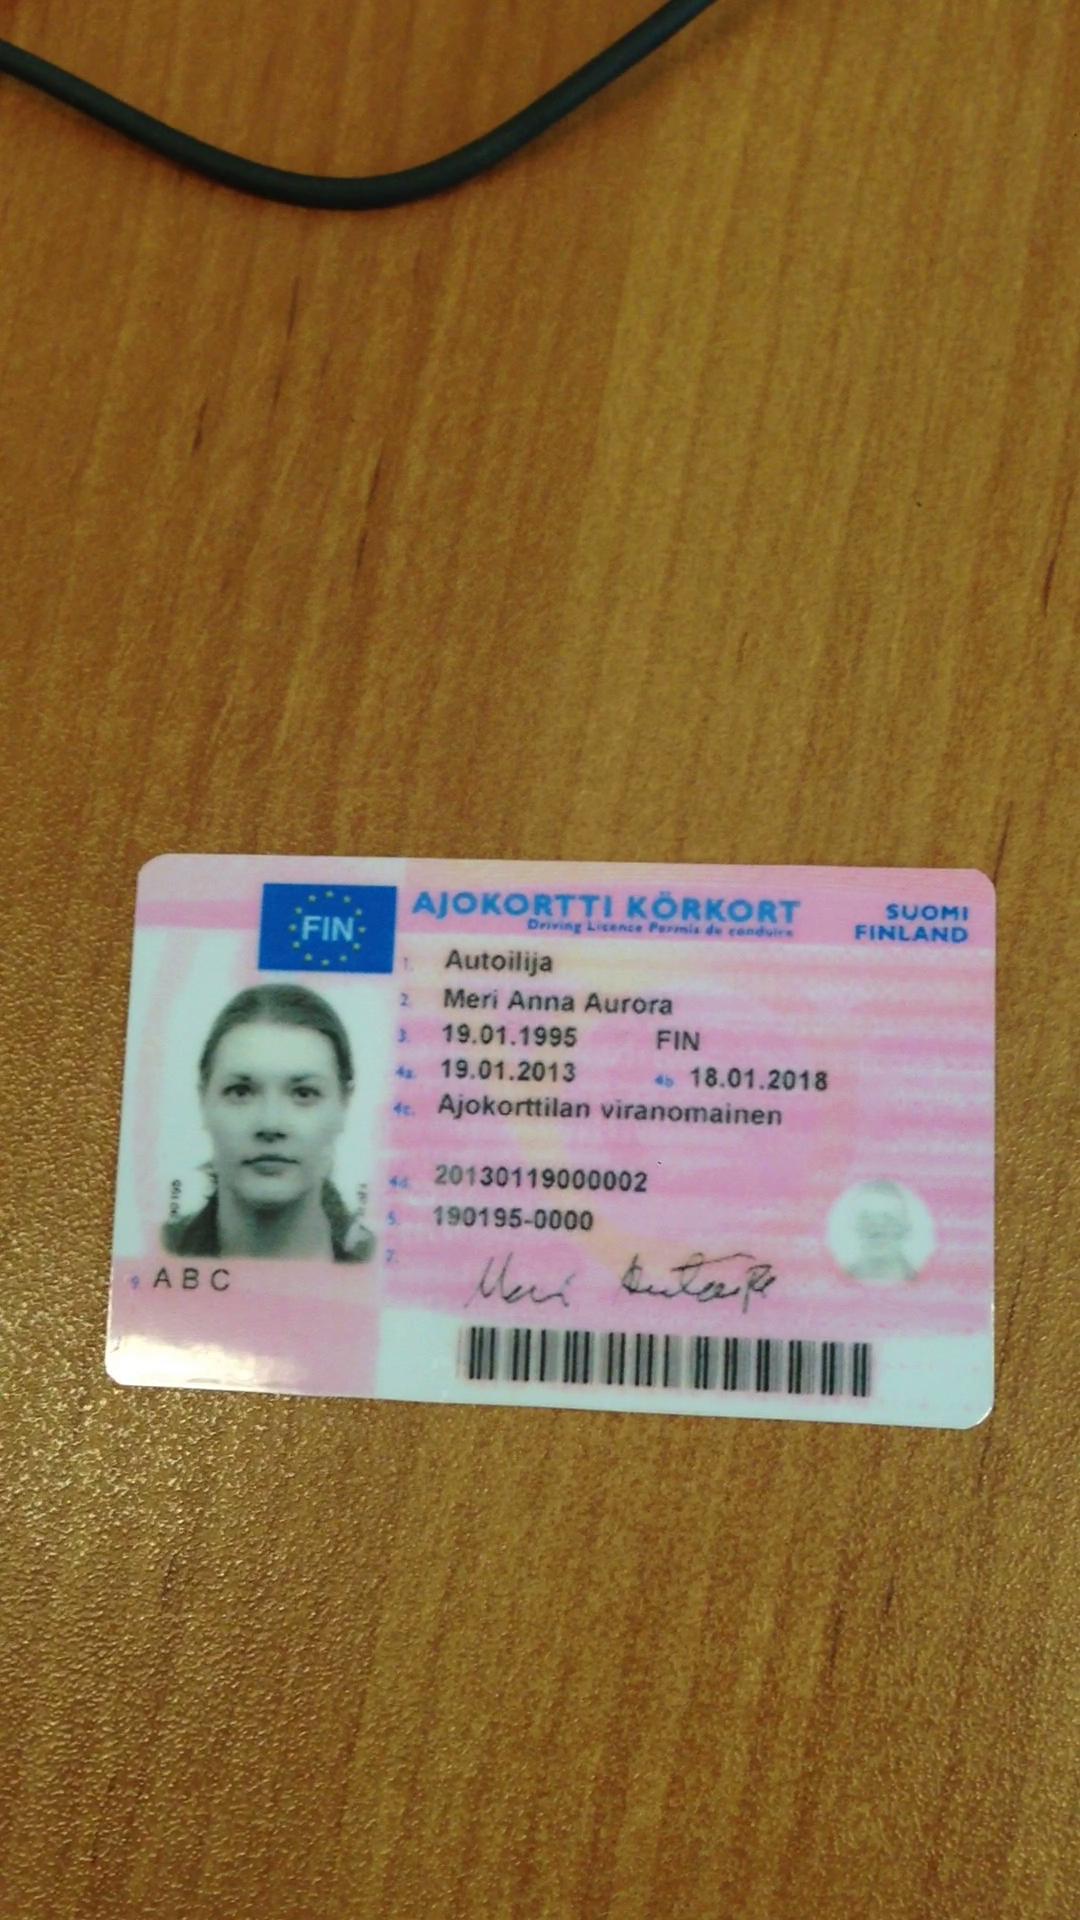 FIN
AJOKORTTI KÖRKORT
Driving Licence Permis de conduire
SUOMI
FINLAND
1. Autoilija
2. Meri Anna Aurora
3. 19.01.1995 FIN
4a. 19.01.2013 4b 18.01.2018
4c. Ajokorttilan viranomainen
4d. 20130119000002
5. 190195-0000
7. Meri Autoilija
9. A B C